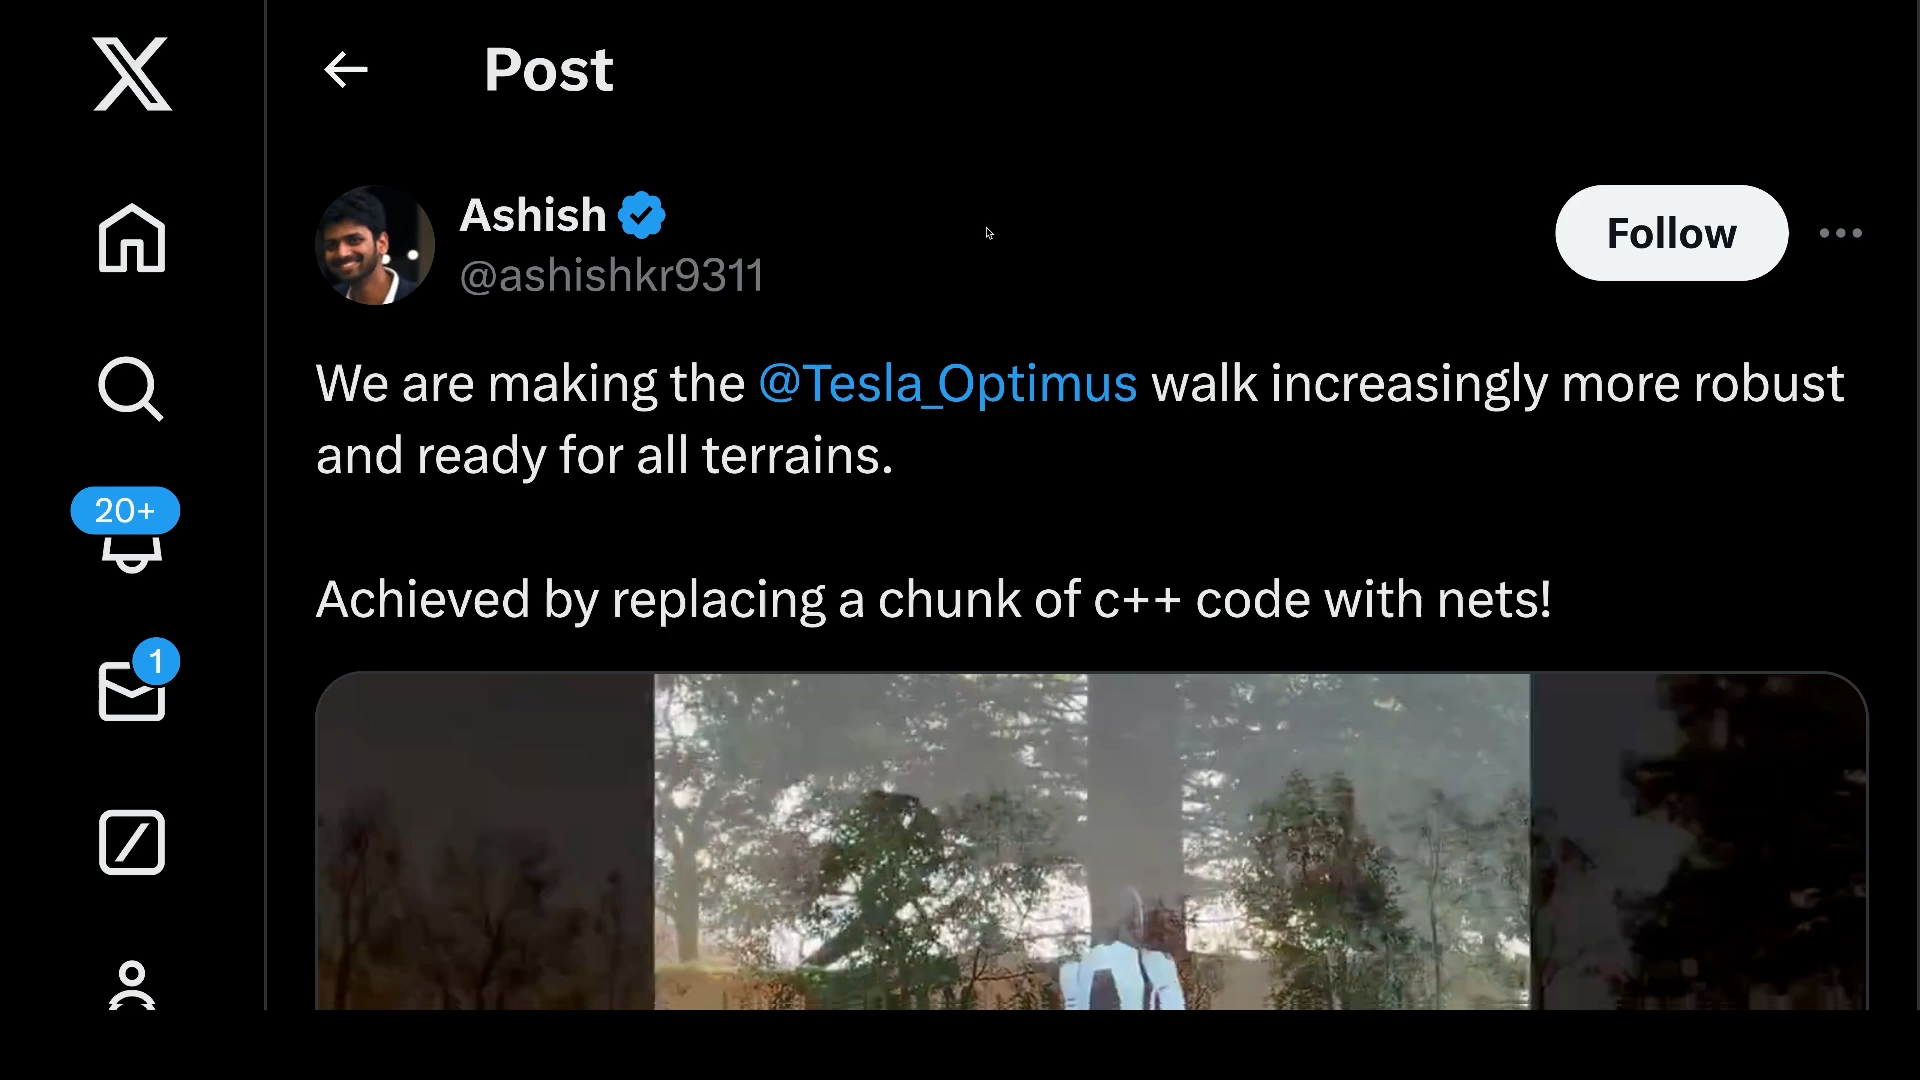 Post
Ashish
Follow
@ashishkr9311
We are making the @Tesla_Optimus walk increasingly more robust
and ready for all terrains.
Achieved by replacing a chunk of c++ code with nets!
20+
1